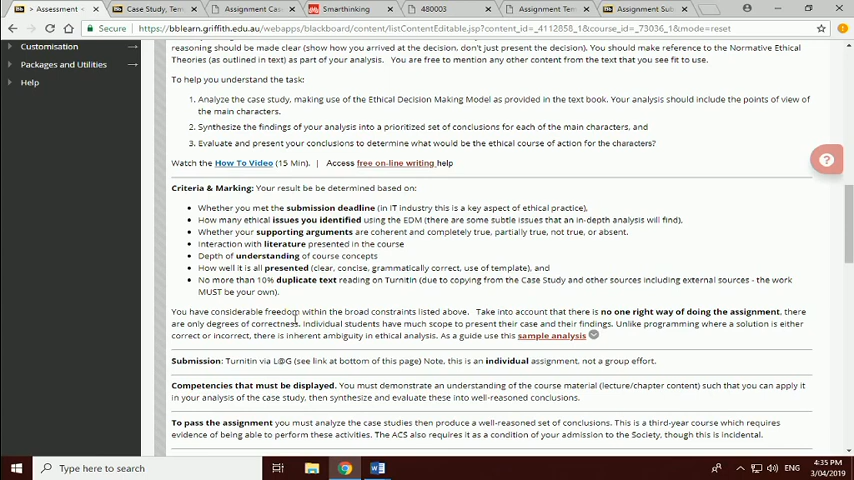 > Assessment
Case Study, Tem
Assignment Cas
Smarthinking
480003
Assignment Tem
Assignment Sub
Secure | https://bblearn.griffith.edu.au/webapps/blackboard/content/listContentEditable.jsp?content_id=_4112858_1&course_id=_73036_1&mode=reset
Customisation
Packages and Utilities
Help
reasoning should be made clear (show how you arrived at the decision, don't just present the decision). You should make reference to the Normative Ethical
Theories (as outlined in text) as part of your analysis. You are free to mention any other content from the text that you see fit to use.
To help you understand the task:
1. Analyze the case study, making use of the Ethical Decision Making Model as provided in the text book. Your analysis should include the points of view of
the main characters.
2. Synthesize the findings of your analysis into a prioritized set of conclusions for each of the main characters, and
3. Evaluate and present your conclusions to determine what would be the ethical course of action for the characters?
Watch the How To Video (15 Min). | Access free on-line writing help
Criteria & Marking: Your result be be determined based on:
• Whether you met the submission deadline (in IT industry this is a key aspect of ethical practice),
• How many ethical issues you identified using the EDM (there are some subtle issues that an in-depth analysis will find),
• Whether your supporting arguments are coherent and completely true, partially true, not true, or absent.
• Interaction with literature presented in the course
• Depth of understanding of course concepts
• How well it is all presented (clear, concise, grammatically correct, use of template), and
• No more than 10% duplicate text reading on Turnitin (due to copying from the Case Study and other sources including external sources - the work
MUST be your own).
You have considerable freedom within the broad constraints listed above. Take into account that there is no one right way of doing the assignment, there
are only degrees of correctness. Individual students have much scope to present their case and their findings. Unlike programming where a solution is either
correct or incorrect, there is inherent ambiguity in ethical analysis. As a guide use this sample analysis
Submission: Turnitin via L@G (see link at bottom of this page) Note, this is an individual assignment, not a group effort.
Competencies that must be displayed. You must demonstrate an understanding of the course material (lecture/chapter content) such that you can apply it
in your analysis of the case study, then synthesize and evaluate these into well-reasoned conclusions.
To pass the assignment you must analyze the case studies then produce a well-reasoned set of conclusions. This is a third-year course which requires
evidence of being able to perform these activities. The ACS also requires it as a condition of your admission to the Society, though this is incidental.
Type here to search
ENG
4:35 PM
3/04/2019